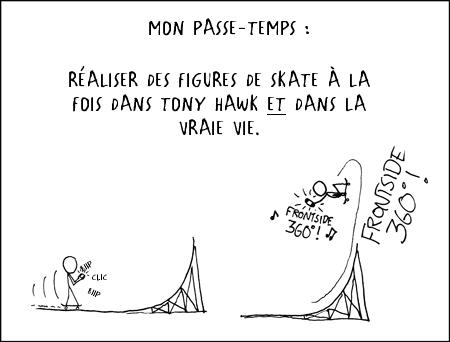 MON PASSE-TEMPS :
RÉALISER DES FIGURES DE SKATE À LA
FOIS DANS TONY HAWK ET DANS LA
VRAIE VIE.
BIIP
CLIC
BIIP
FRONTSIDE
360°!
FRONTSIDE
360°!